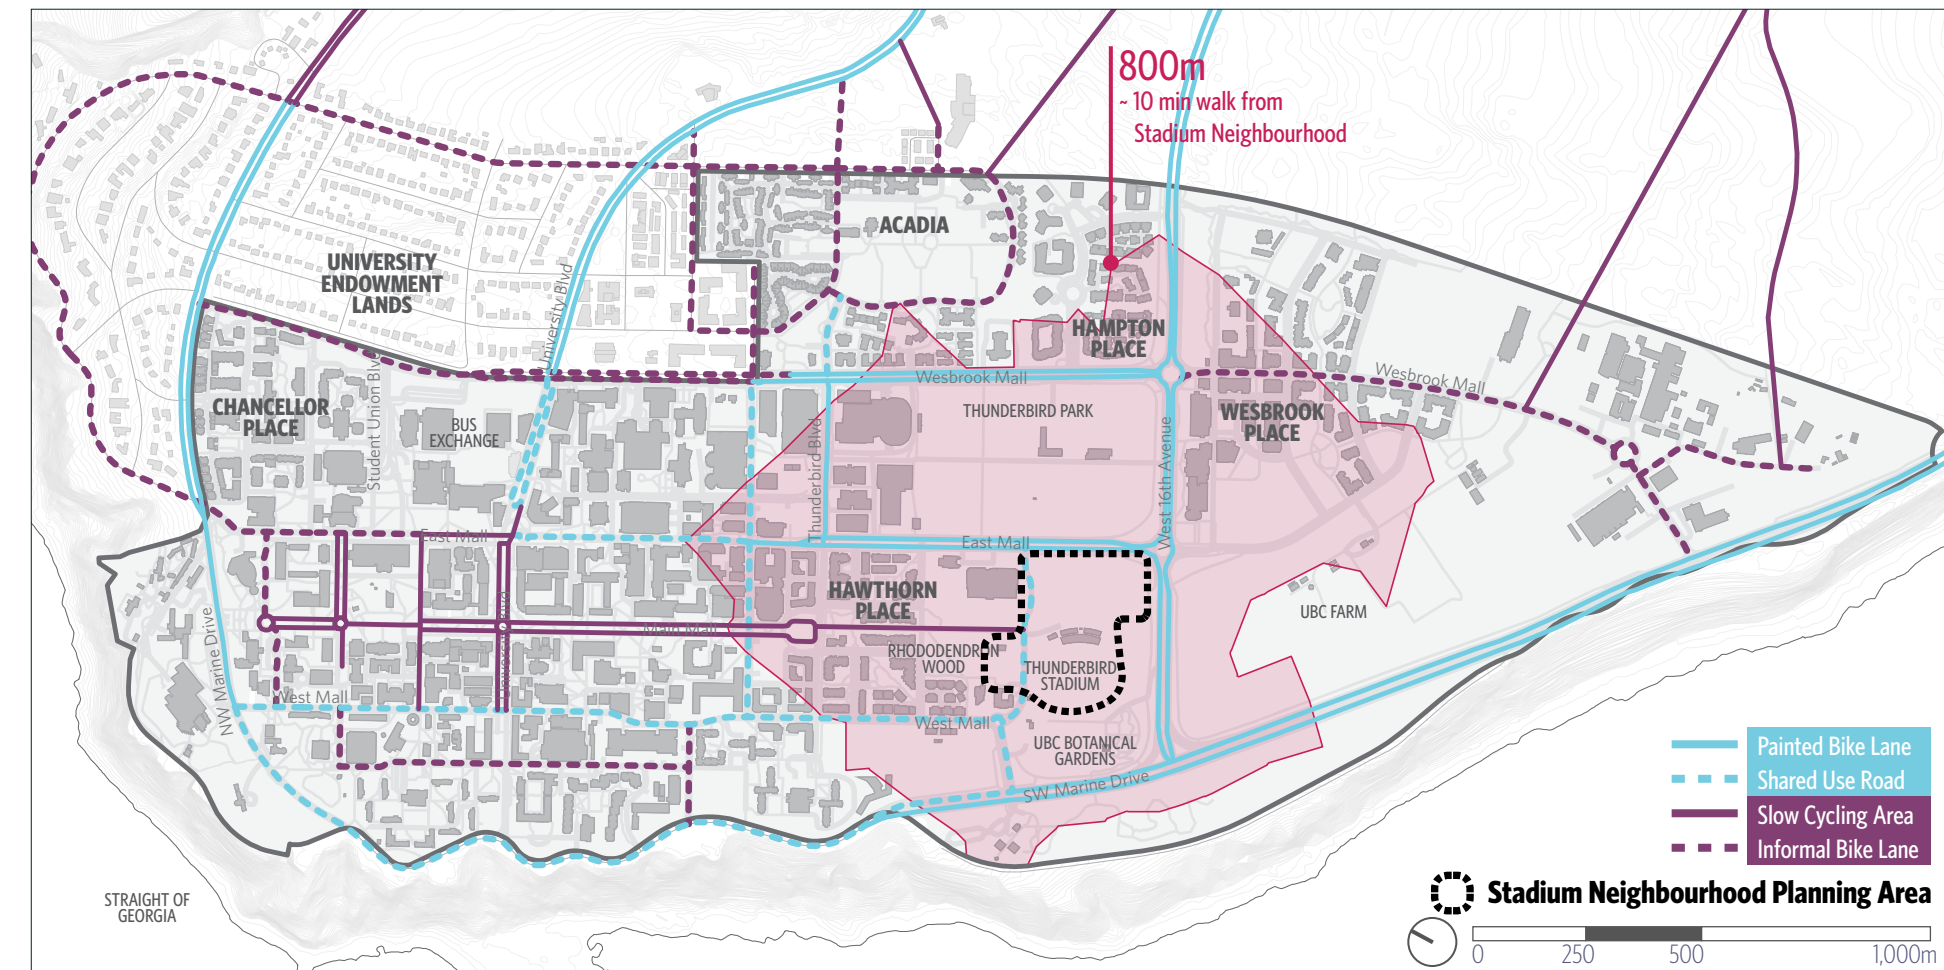 800m
~ 10 min walk from
Stadium Neighbourhood
ACADIA
UNIVERSITY
ENDOWMENT
LANDS
University Blvd
HAMPTON
PLACE
Wesbrook Mall
Wesbrook Mall
CHANCELLOR
PLACE
Student Union Blvd
BUS
EXCHANGE
THUNDERBIRD PARK
WESBROOK
PLACE
Thunderbird Blvd
West 16th Avenue
East Mall
East Mall
HAWTHORN
PLACE
UBC FARM
NW Marine Drive
University Blvd
Main Mall
RHODODENDRON
WOOD
THUNDERBIRD
STADIUM
West Mall
West Mall
UBC BOTANICAL
GARDENS
SW Marine Drive
STRAIGHT OF
GEORGIA
Painted Bike Lane
Shared Use Road
Slow Cycling Area
Informal Bike Lane
Stadium Neighbourhood Planning Area
0 250 500 1,000m